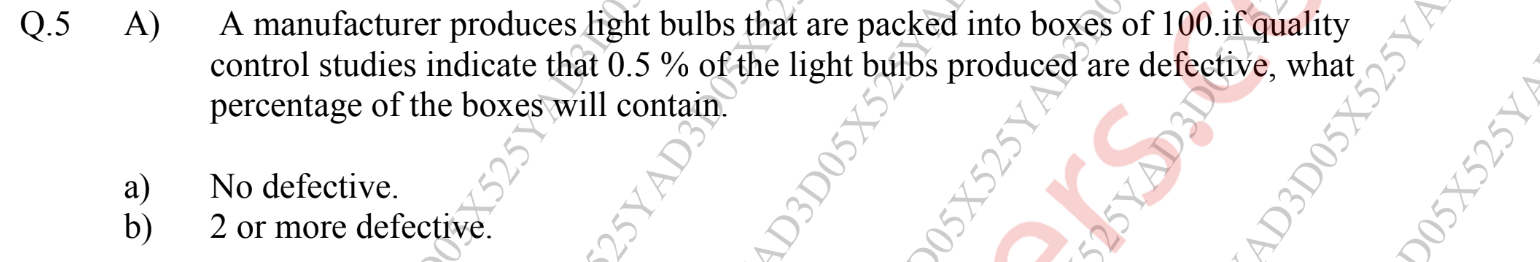 Q.5 A) A manufacturer produces light bulbs that are packed into boxes of 100.if quality
control studies indicate that 0.5 % of the light bulbs produced are defective, what
percentage of the boxes will contain.
a) No defective.
b) 2 or more defective.